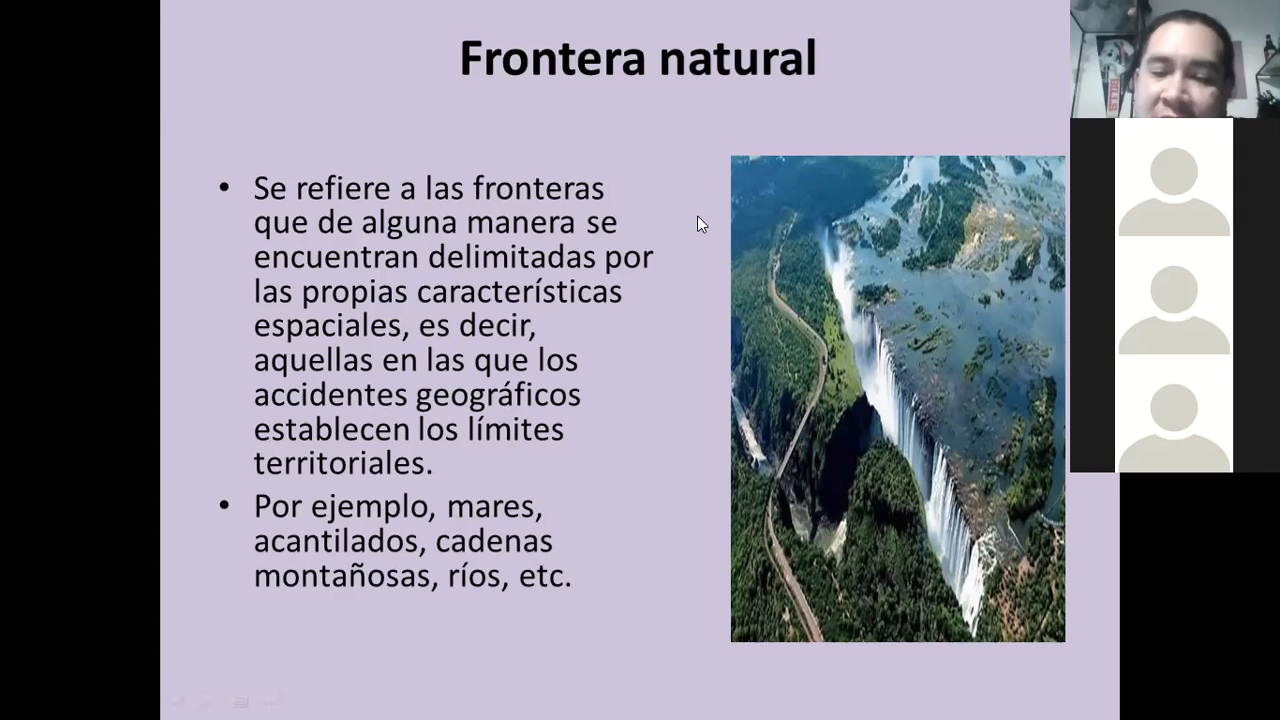 Frontera natural
• Se refiere a las fronteras
que de alguna manera se
encuentran delimitadas por
las propias características
espaciales, es decir,
aquellas en las que los
accidentes geográficos
establecen los límites
territoriales.
• Por ejemplo, mares,
acantilados, cadenas
montañosas, ríos, etc.
BILLS